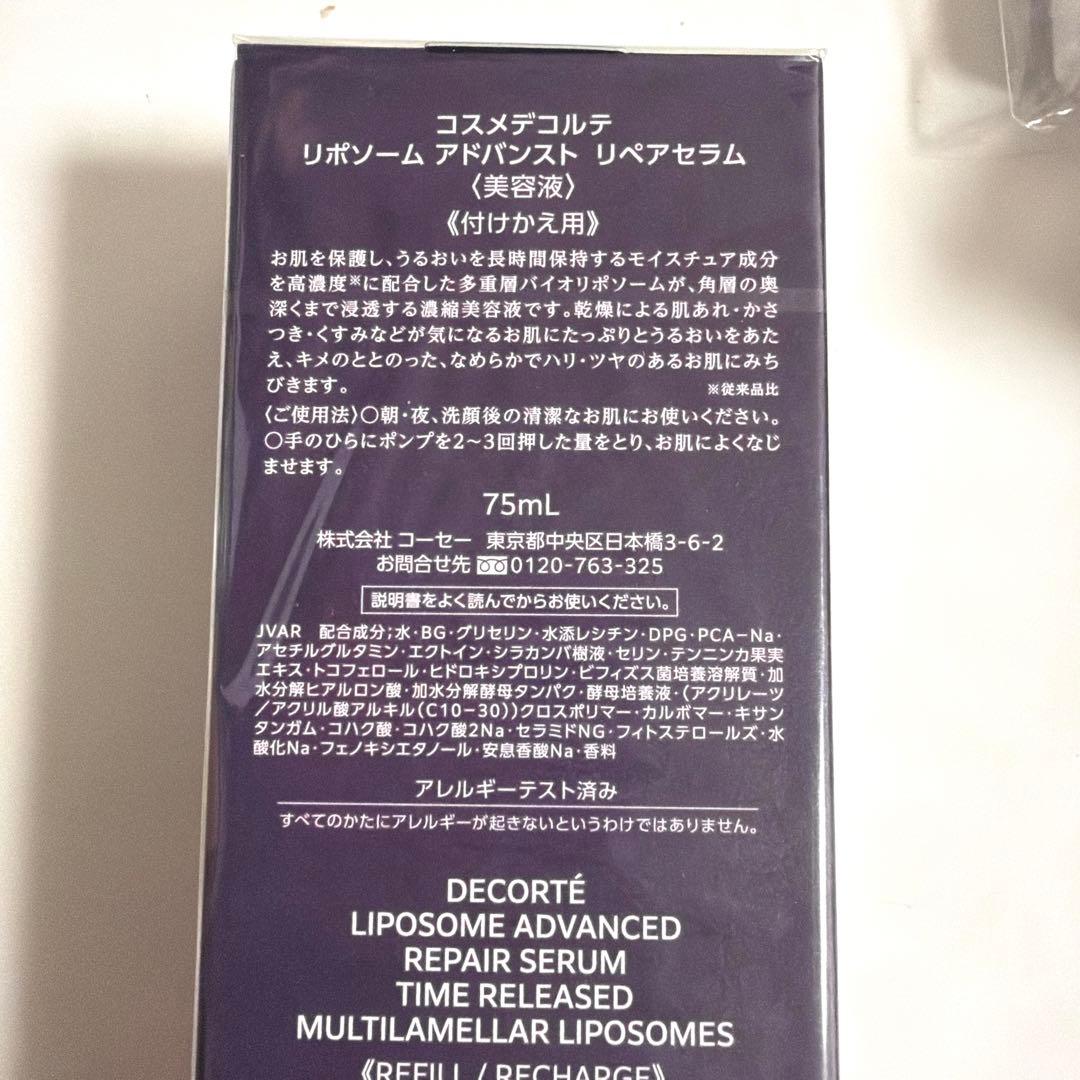 コスメデコルテ
リポソーム アドバンスト リペアセラム
〈美容液〉
《付けかえ用》
お肌を保護し、うるおいを長時間保持するモイスチュア成分
を高濃度※に配合した多重層バイオリポソームが、角層の奥
深くまで浸透する濃縮美容液です。乾燥による肌あれ・かさ
つき・くすみなどが気になるお肌にたっぷりとうるおいをあた
え、キメのととのった、なめらかでハリ・ツヤのあるお肌にみち
びきます。 ※従来品比
〈ご使用法〉○朝・夜、洗顔後の清潔なお肌にお使いください。
○手のひらにポンプを2～3回押した量をとり、お肌によくなじ
ませます。
75mL
株式会社 コーセー 東京都中央区日本橋3-6-2
お問合せ先 0120-763-325
説明書をよく読んでからお使いください。
JVAR 配合成分;水・BG・グリセリン・水添レシチン・DPG・PCA-Na・
アセチルグルタミン・エクトイン・シラカンバ樹液・セリン・テンニンカ果実
エキス・トコフェロール・ヒドロキシプロリン・ビフィズス菌培養溶解質・加
水分解ヒアルロン酸・加水分解酵母タンパク・酵母培養液・(アクリレーツ
/アクリル酸アルキル(C10-30))クロスポリマー・カルボマー・キサン
タンガム・コハク酸・コハク酸2Na・セラミドNG・フィトステロールズ・水
酸化Na・フェノキシエタノール・安息香酸Na・香料
アレルギーテスト済み
すべてのかたにアレルギーが起きないというわけではありません。
DECORTÉ
LIPOSOME ADVANCED
REPAIR SERUM
TIME RELEASED
MULTILAMELLAR LIPOSOMES
《REFILL / RECHARGE》